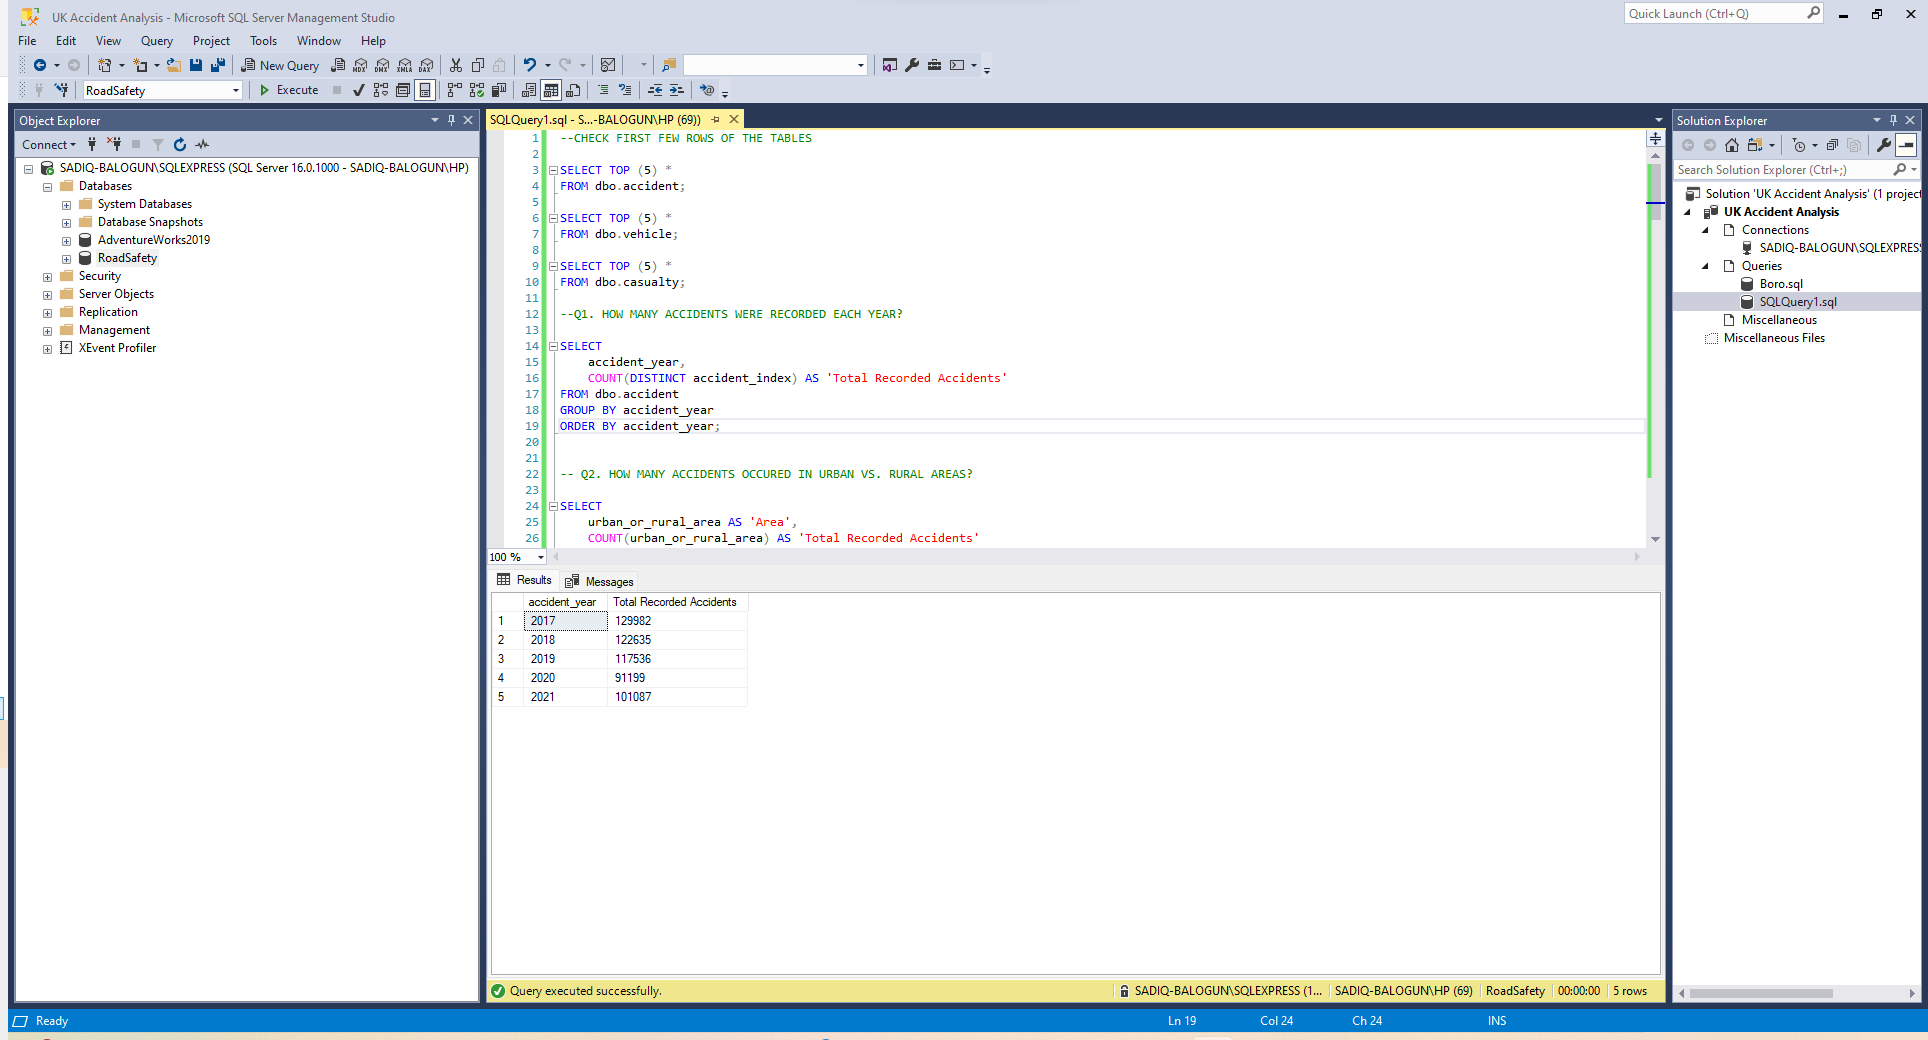 UK Accident Analysis - Microsoft SQL Server Management Studio
Quick Launch (Ctrl+Q)
File Edit View Query Project Tools Window Help
New Query
MDX DMX XMLA DAX
RoadSafety
Execute
Object Explorer
Connect
SADIQ-BALOGUN\SQLEXPRESS (SQL Server 16.0.1000 - SADIQ-BALOGUN\HP)
Databases
System Databases
Database Snapshots
AdventureWorks2019
RoadSafety
Security
Server Objects
Replication
Management
XEvent Profiler
SQLQuery1.sql - S...-BALOGUN\HP (69))
1 --CHECK FIRST FEW ROWS OF THE TABLES
2
3 SELECT TOP (5) *
4 FROM dbo.accident;
5
6 SELECT TOP (5) *
7 FROM dbo.vehicle;
8
9 SELECT TOP (5) *
10 FROM dbo.casualty;
11
12 --Q1. HOW MANY ACCIDENTS WERE RECORDED EACH YEAR?
13
14 SELECT
15 accident_year,
16 COUNT(DISTINCT accident_index) AS 'Total Recorded Accidents'
17 FROM dbo.accident
18 GROUP BY accident_year
19 ORDER BY accident_year;
20
21
22 -- Q2. HOW MANY ACCIDENTS OCCURED IN URBAN VS. RURAL AREAS?
23
24 SELECT
25 urban_or_rural_area AS 'Area',
26 COUNT(urban_or_rural_area) AS 'Total Recorded Accidents'
100 %
Results Messages
accident_year Total Recorded Accidents
1 2017 129982
2 2018 122635
3 2019 117536
4 2020 91199
5 2021 101087
Query executed successfully.
SADIQ-BALOGUN\SQLEXPRESS (1... SADIQ-BALOGUN\HP (69) RoadSafety 00:00:00 5 rows
Solution Explorer
Search Solution Explorer (Ctrl+;)
Solution 'UK Accident Analysis' (1 project
UK Accident Analysis
Connections
SADIQ-BALOGUN\SQLEXPRESS
Queries
Boro.sql
SQLQuery1.sql
Miscellaneous
Miscellaneous Files
Ready
Ln 19 Col 24 Ch 24 INS